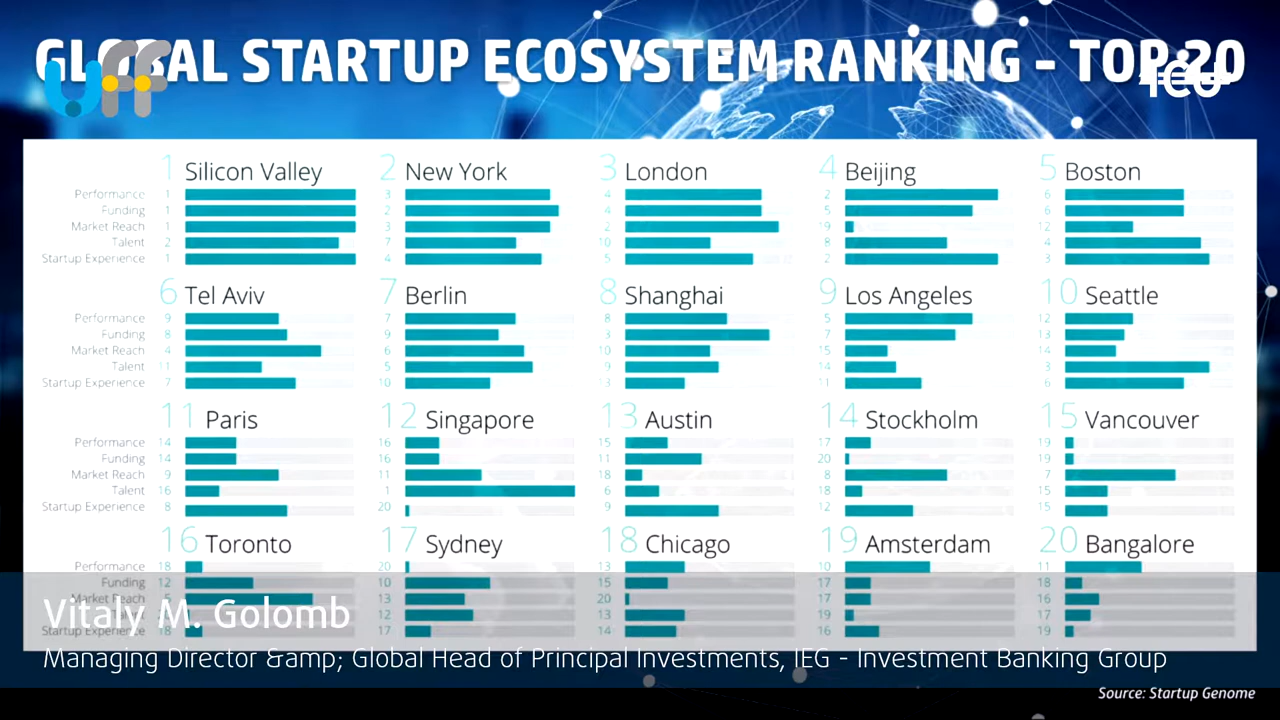 GLOBAL STARTUP ECOSYSTEM RANKING - TOP 20
uff
IEG
1 Silicon Valley 2 New York 3 London 4 Beijing 5 Boston
Performance 1 3 4 2 6
Funding 1 2 4 5 6
Market Reach 1 3 2 19 12
Talent 2 7 10 8 4
Startup Experience 1 4 5 2 3
6 Tel Aviv 7 Berlin 8 Shanghai 9 Los Angeles 10 Seattle
Performance 9 7 8 5 12
Funding 8 9 3 7 13
Market Reach 4 6 10 15 14
Talent 11 5 9 14 3
Startup Experience 7 10 13 11 6
11 Paris 12 Singapore 13 Austin 14 Stockholm 15 Vancouver
Performance 14 16 15 17 19
Funding 14 16 11 20 19
Market Reach 9 11 18 8 7
Talent 16 1 6 18 15
Startup Experience 8 20 9 12 15
16 Toronto 17 Sydney 18 Chicago 19 Amsterdam 20 Bangalore
Performance 18 20 13 10 11
Funding 12 10 15 17 18
Market Reach 13 20 17 16
12 13 19 17
Startup Experience 18 17 14 16 19
Vitaly M. Golomb
Managing Director &amp; Global Head of Principal Investments, IEG - Investment Banking Group
Source: Startup Genome